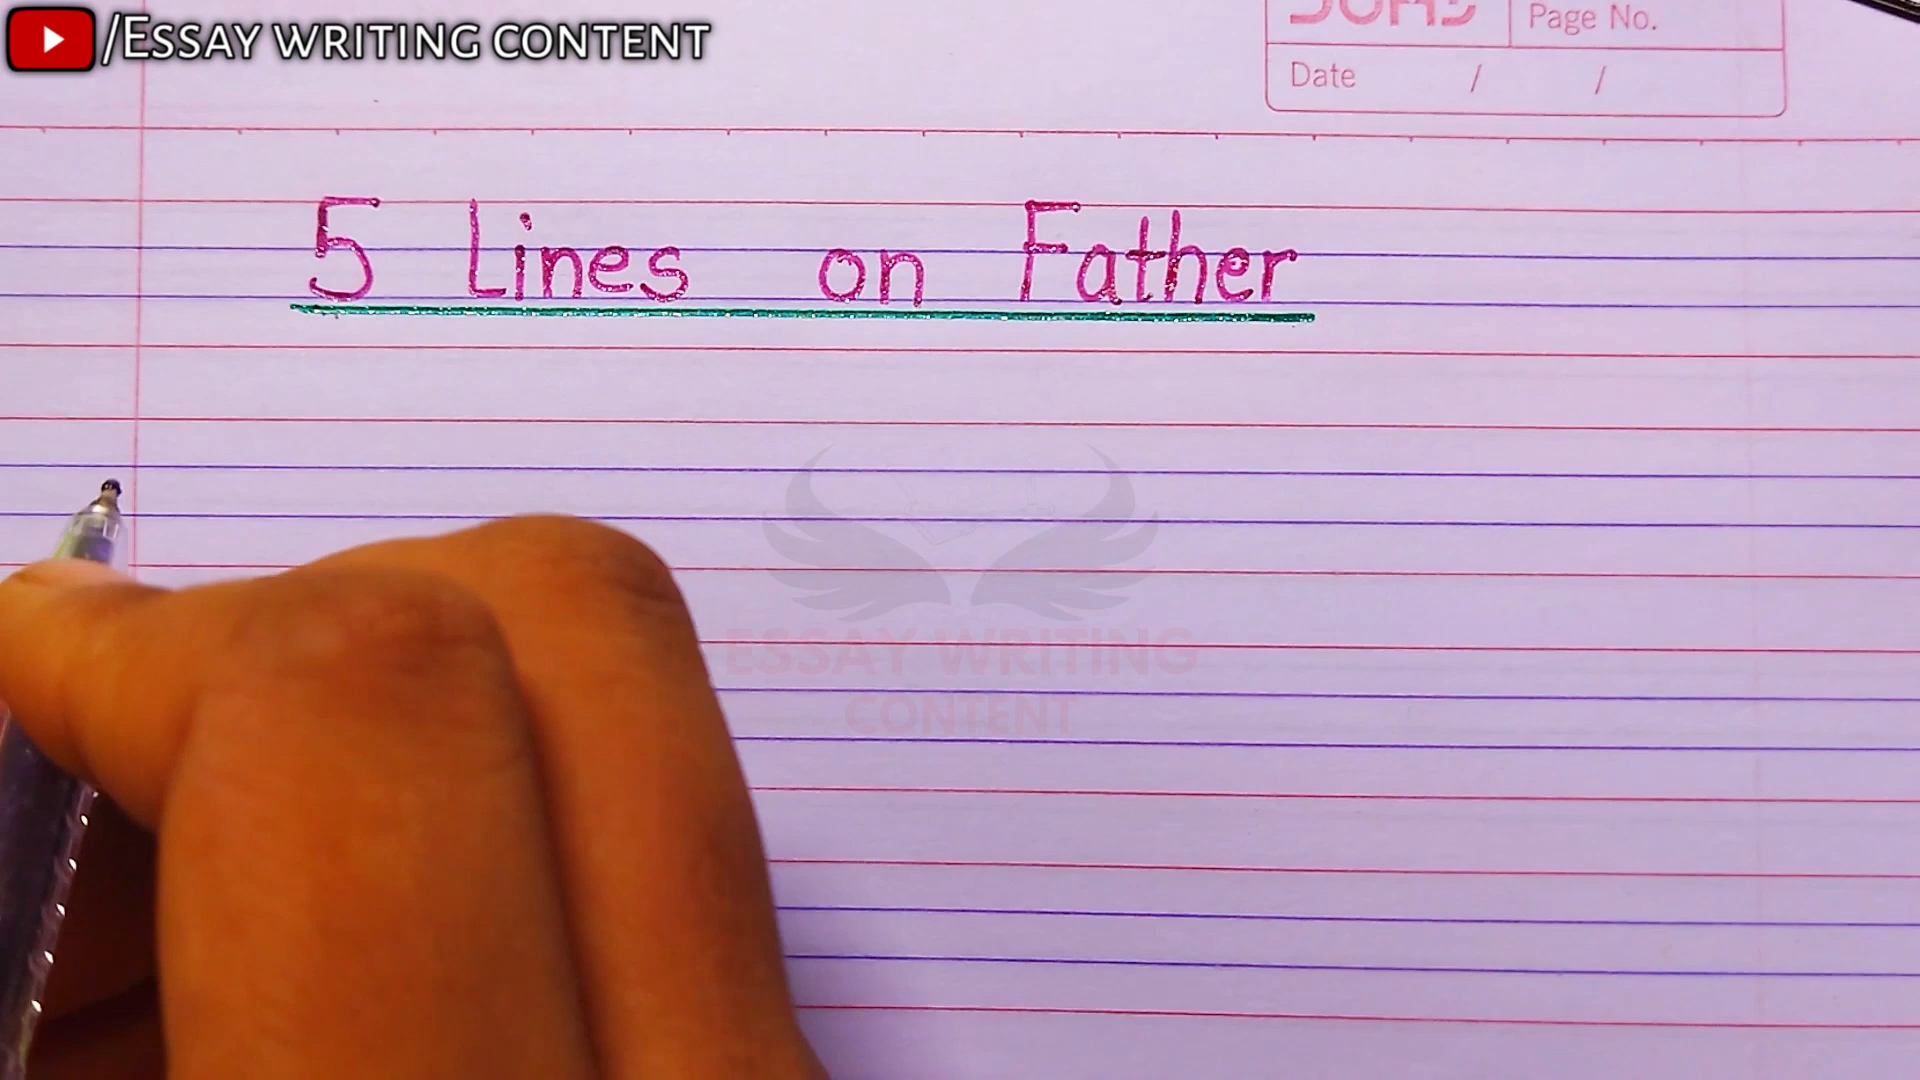 /ESSAY WRITING CONTENT
Page No.
Date / /
5 Lines on Father
ESSAY WRITING
CONTENT